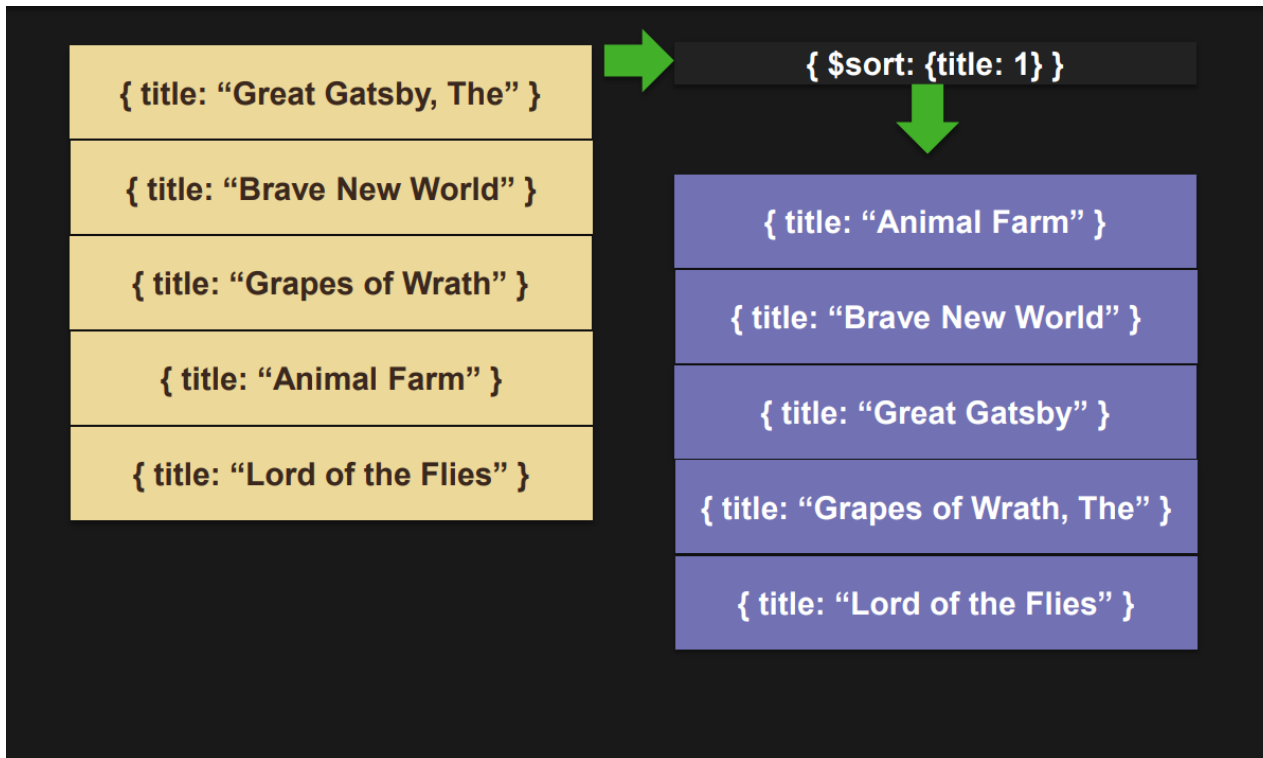 { title: “Great Gatsby, The” }
{ title: “Brave New World” }
{ title: “Grapes of Wrath” }
{ title: “Animal Farm” }
{ title: “Lord of the Flies” }
{ $sort: {title: 1} }
{ title: “Animal Farm” }
{ title: “Brave New World” }
{ title: “Great Gatsby” }
{ title: “Grapes of Wrath, The” }
{ title: “Lord of the Flies” }